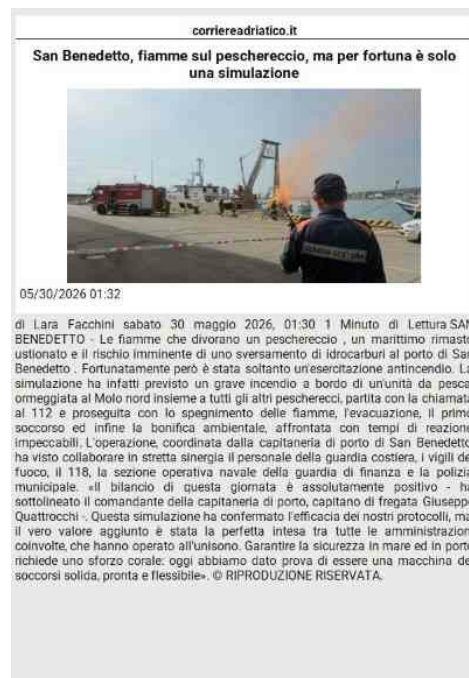 corriereadriatico.it
San Benedetto, fiamme sul peschereccio, ma per fortuna è solo
una simulazione
GUARDIA COSTIERA
05/30/2026 01:32
di Lara Facchini sabato 30 maggio 2026, 01:30 1 Minuto di Lettura SAN
BENEDETTO - Le fiamme che divorano un peschereccio , un marittimo rimasto
ustionato e il rischio imminente di uno sversamento di idrocarburi al porto di San
Benedetto . Fortunatamente però è stata soltanto un'esercitazione antincendio. La
simulazione ha infatti previsto un grave incendio a bordo di un'unità da pesca
ormeggiata al Molo nord insieme a tutti gli altri pescherecci, partita con la chiamata
al 112 e proseguita con lo spegnimento delle fiamme, l'evacuazione, il primo
soccorso ed infine la bonifica ambientale, affrontata con tempi di reazione
impeccabili. L'operazione, coordinata dalla capitaneria di porto di San Benedetto
ha visto collaborare in stretta sinergia il personale della guardia costiera, i vigili del
fuoco, il 118, la sezione operativa navale della guardia di finanza e la polizia
municipale. «Il bilancio di questa giornata è assolutamente positivo - ha
sottolineato il comandante della capitaneria di porto, capitano di fregata Giuseppe
Quattrocchi -. Questa simulazione ha confermato l'efficacia dei nostri protocolli, ma
il vero valore aggiunto è stata la perfetta intesa tra tutte le amministrazioni
coinvolte, che hanno operato all'unisono. Garantire la sicurezza in mare ed in porto
richiede uno sforzo corale: oggi abbiamo dato prova di essere una macchina dei
soccorsi solida, pronta e flessibile». © RIPRODUZIONE RISERVATA.